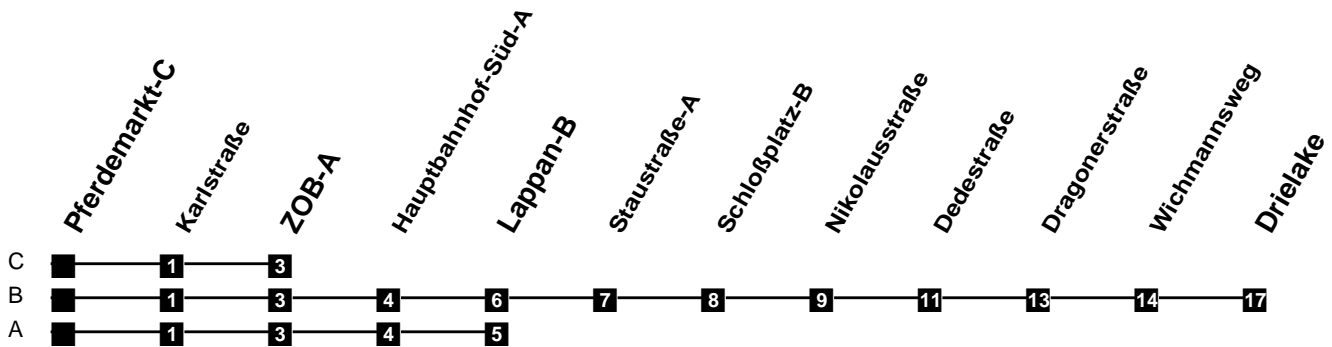 Pferdemarkt-C
Karlstraße
ZOB-A
Hauptbahnhof-Süd-A
Lappan-B
Staustraße-A
Schloßplatz-B
Nikolausstraße
Dedestraße
Dragonerstraße
Wichmannsweg
Drielake
C 1 3
B 1 3 4 6 7 8 9 11 13 14 17
A 1 3 4 5